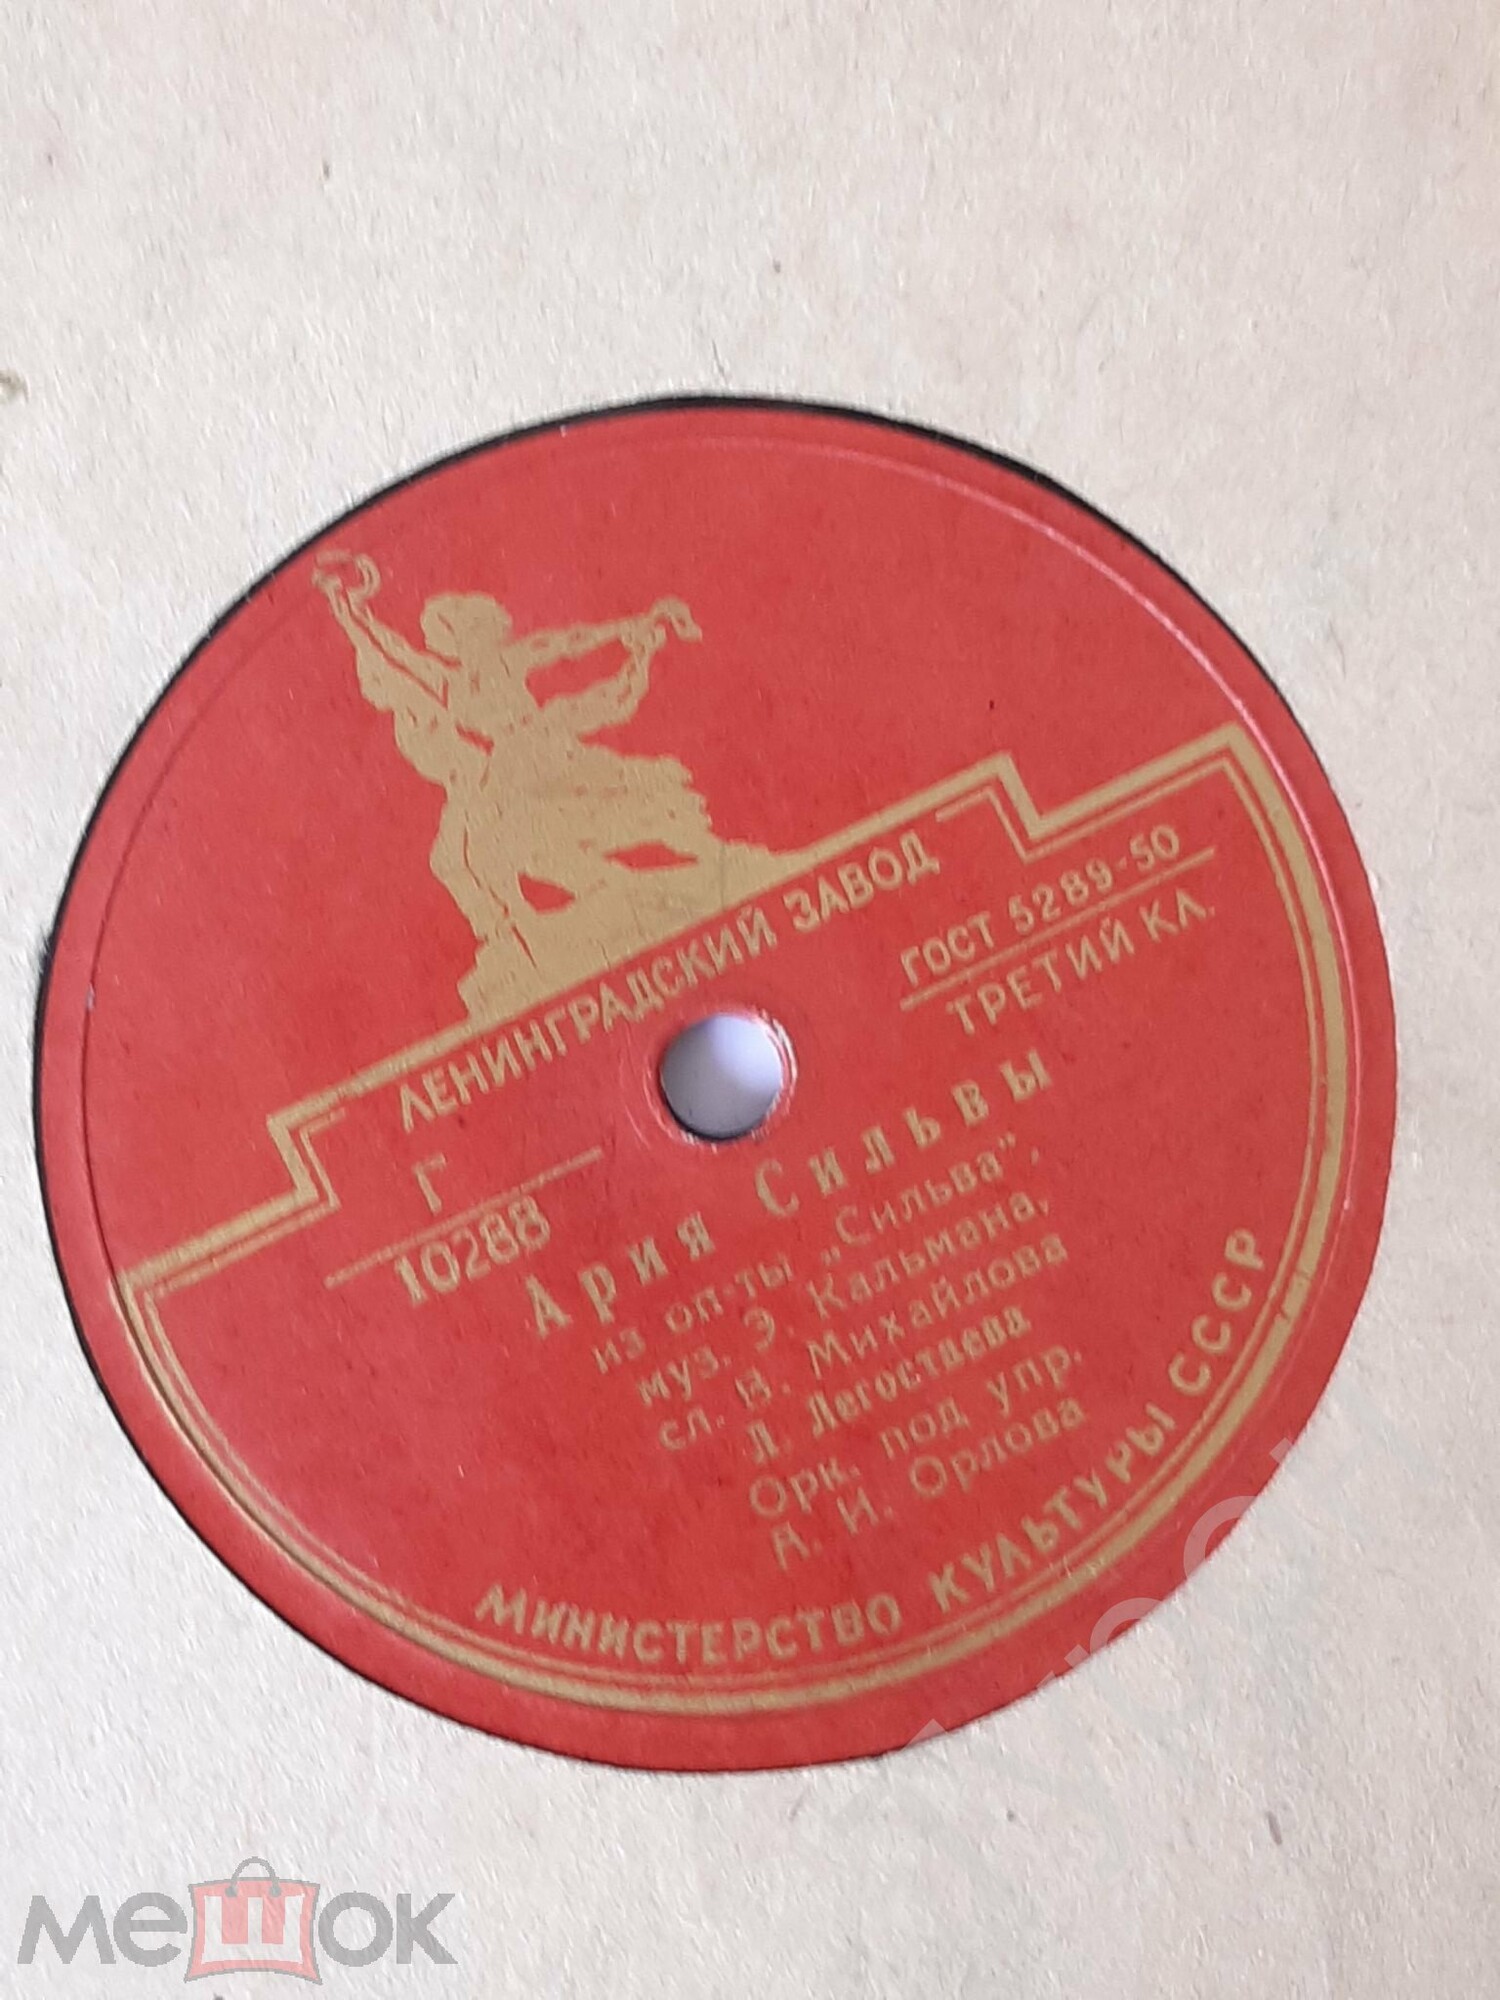 ЛЕНИНГРАДСКИЙ ЗАВОД
ГОСТ 5289-50
ТРЕТИЙ КЛ.
Г
10288
Ария Сильвы
из оп-ты „Сильва".
муз. Э. Кальмана,
сл. В. Михайлова
Л. Легостаева
Орк. под упр.
А. И. Орлова
МИНИСТЕРСТВО КУЛЬТУРЫ СССР
мешок